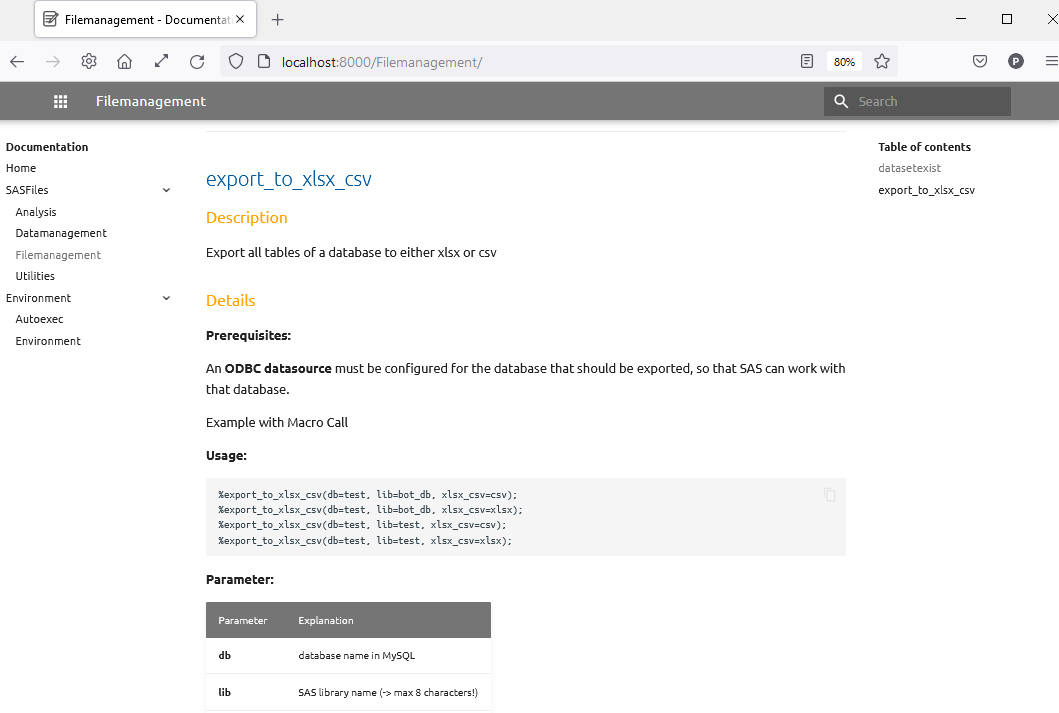 Filemanagement - Documentati
localhost:8000/Filemanagement/
80%
P
Filemanagement
Search
Documentation
Home
SASFiles
Analysis
Datamanagement
Filemanagement
Utilities
Environment
Autoexec
Environment
export_to_xlsx_csv
Description
Export all tables of a database to either xlsx or csv
Details
Prerequisites:
An ODBC datasource must be configured for the database that should be exported, so that SAS can work with
that database.
Example with Macro Call
Usage:
%export_to_xlsx_csv(db=test, lib=bot_db, xlsx_csv=csv);
%export_to_xlsx_csv(db=test, lib=bot_db, xlsx_csv=xlsx);
%export_to_xlsx_csv(db=test, lib=test, xlsx_csv=csv);
%export_to_xlsx_csv(db=test, lib=test, xlsx_csv=xlsx);
Parameter:
Parameter Explanation
db database name in MySQL
lib SAS library name (-> max 8 characters!)
Table of contents
datasetexist
export_to_xlsx_csv